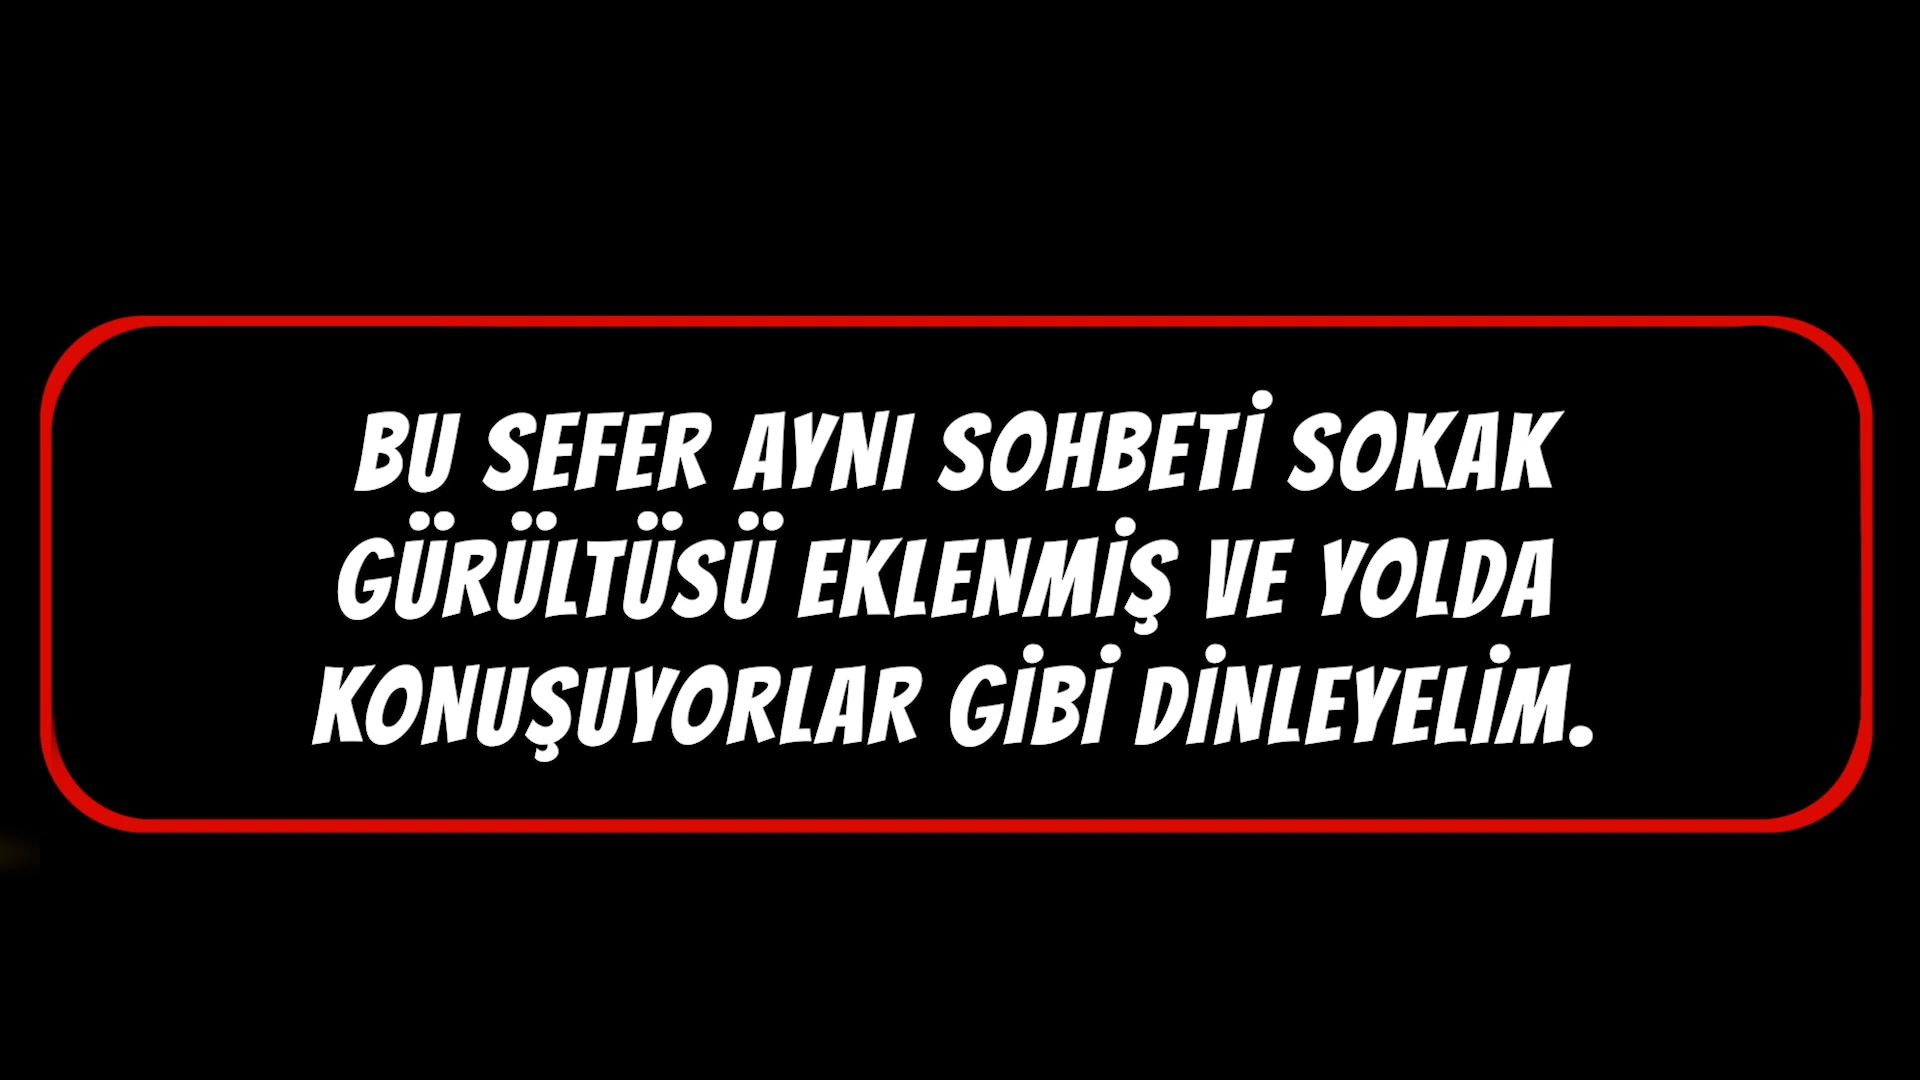 BU SEFER AYNI SOHBETİ SOKAK
GÜRÜLTÜSÜ EKLENMİŞ VE YOLDA
KONUŞUYORLAR GİBİ DİNLEYELİM.